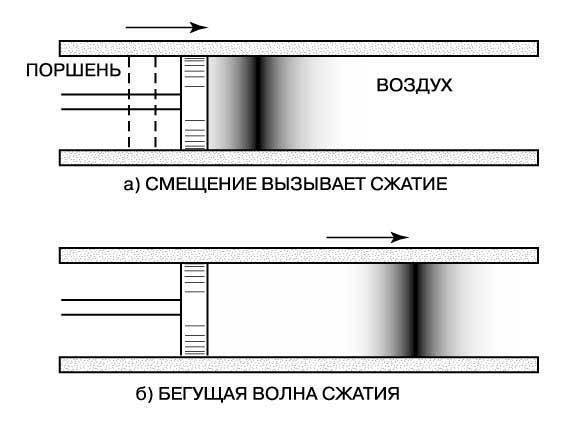 ПОРШЕНЬ
ВОЗДУХ
а) СМЕЩЕНИЕ ВЫЗЫВАЕТ СЖАТИЕ
б) БЕГУЩАЯ ВОЛНА СЖАТИЯ